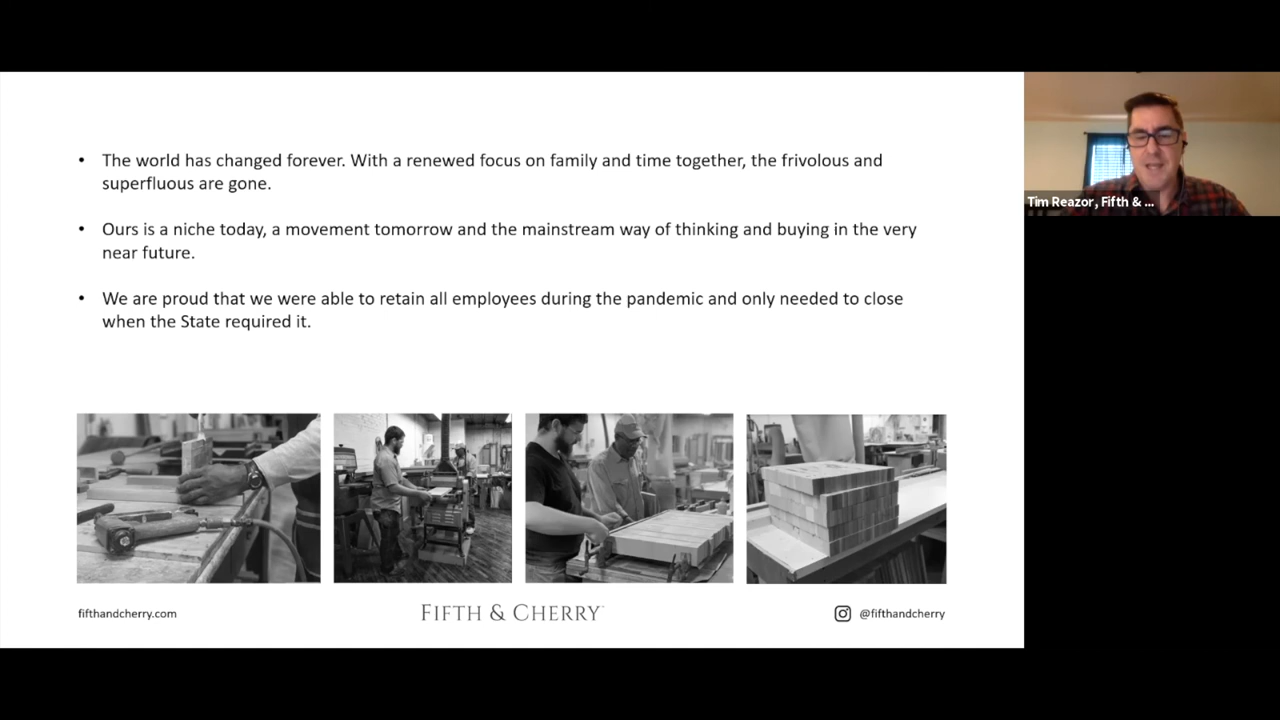 • The world has changed forever. With a renewed focus on family and time together, the frivolous and
superfluous are gone.
• Ours is a niche today, a movement tomorrow and the mainstream way of thinking and buying in the very
near future.
• We are proud that we were able to retain all employees during the pandemic and only needed to close
when the State required it.
Tim Reazor, Fifth & ...
fifthandcherry.com
FIFTH & CHERRY
@fifthandcherry